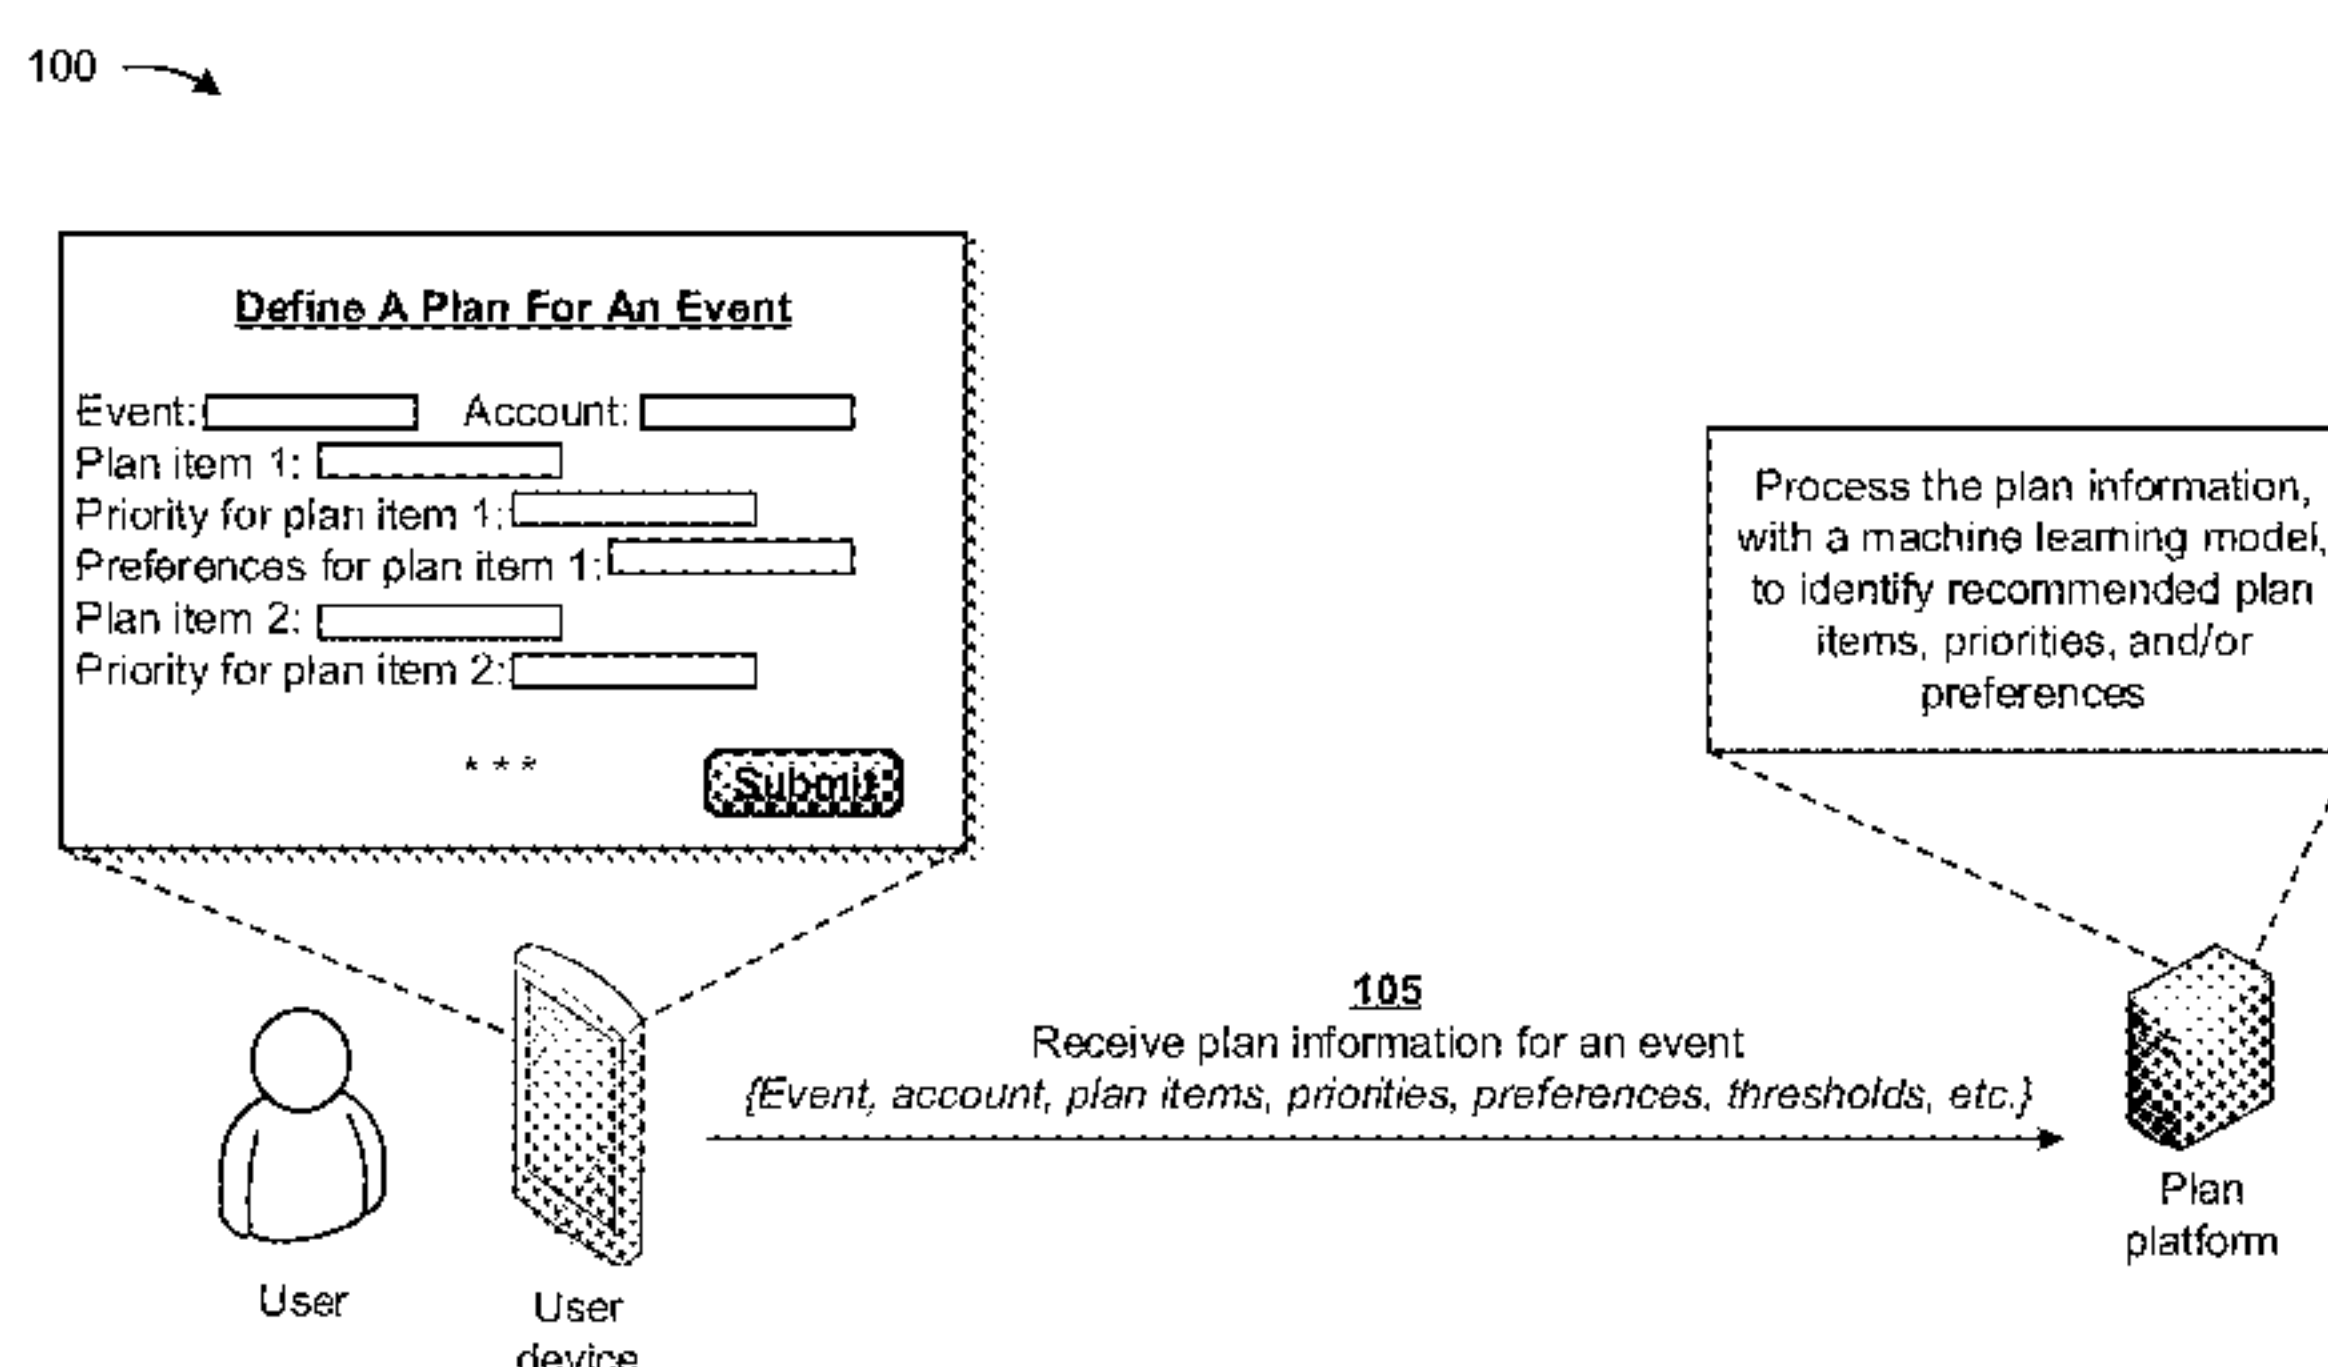 100
Define A Plan For An Event
Event: Account:
Plan item 1:
Priority for plan item 1:
Preferences for plan item 1:
Plan item 2:
Priority for plan item 2:
* * *
Submit
Process the plan information,
with a machine learning model,
to identify recommended plan
items, priorities, and/or
preferences
105
Receive plan information for an event
{Event, account, plan items, priorities, preferences, thresholds, etc.}
Plan
platform
User
User
device